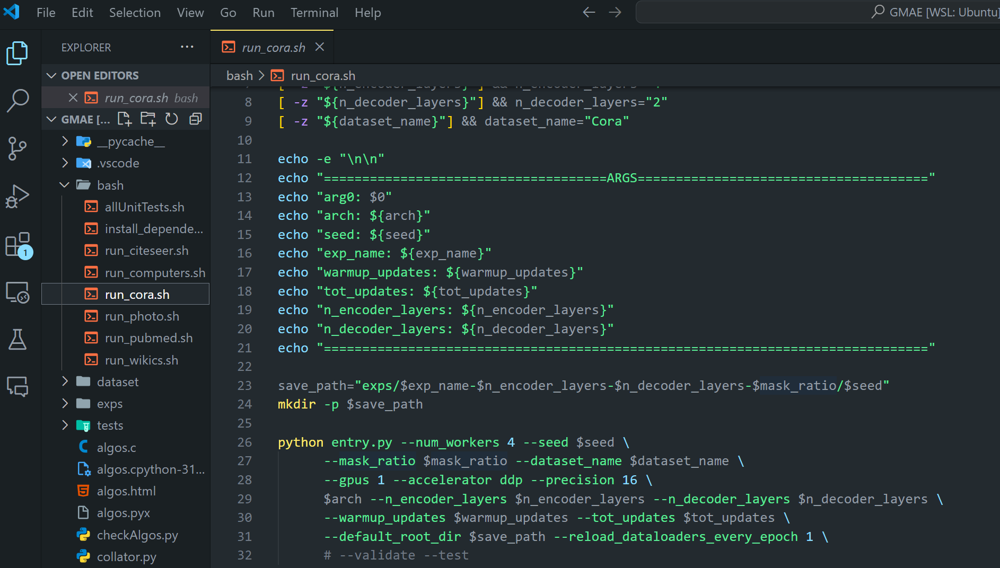 File Edit Selection View Go Run Terminal Help
GMAE [WSL: Ubuntu]
EXPLORER
OPEN EDITORS
run_cora.sh bash
GMAE [...
__pycache__
.vscode
bash
allUnitTests.sh
install_depende...
run_citeseer.sh
run_computers.sh
run_cora.sh
run_photo.sh
run_pubmed.sh
run_wikics.sh
dataset
exps
tests
algos.c
algos.cpython-31...
algos.html
algos.pyx
checkAlgos.py
collator.py
1
run_cora.sh
bash > run_cora.sh
8 [ -z "${n_decoder_layers}"] && n_decoder_layers="2"
9 [ -z "${dataset_name}"] && dataset_name="Cora"
10
11 echo -e "\n\n"
12 echo "=====================================ARGS======================================"
13 echo "arg0: $0"
14 echo "arch: ${arch}"
15 echo "seed: ${seed}"
16 echo "exp_name: ${exp_name}"
17 echo "warmup_updates: ${warmup_updates}"
18 echo "tot_updates: ${tot_updates}"
19 echo "n_encoder_layers: ${n_encoder_layers}"
20 echo "n_decoder_layers: ${n_decoder_layers}"
21 echo "==============================================================================="
22
23 save_path="exps/$exp_name-$n_encoder_layers-$n_decoder_layers-$mask_ratio/$seed"
24 mkdir -p $save_path
25
26 python entry.py --num_workers 4 --seed $seed \
27 --mask_ratio $mask_ratio --dataset_name $dataset_name \
28 --gpus 1 --accelerator ddp --precision 16 \
29 $arch --n_encoder_layers $n_encoder_layers --n_decoder_layers $n_decoder_layers \
30 --warmup_updates $warmup_updates --tot_updates $tot_updates \
31 --default_root_dir $save_path --reload_dataloaders_every_epoch 1 \
32 # --validate --test